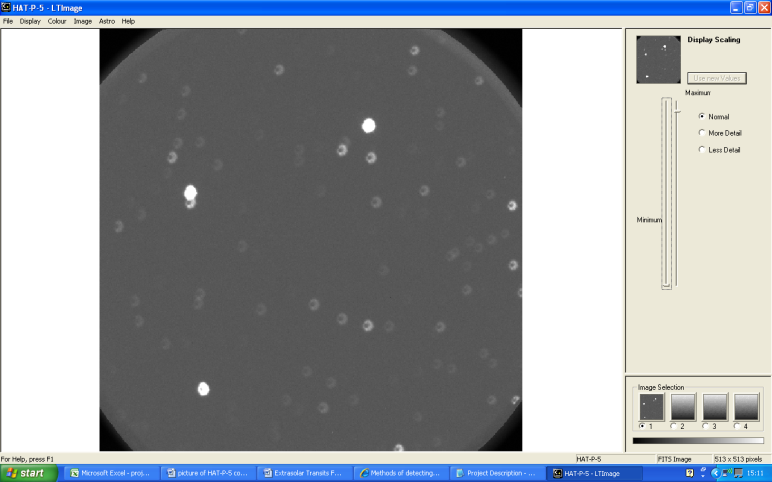 HAT-P-5 - LTImage
File Display Colour Image Astro Help
Display Scaling
Use new Values
Maximum
Normal
More Detail
Less Detail
Minimum
Image Selection
1 2 3 4
For Help, press F1
HAT-P-5
FITS Image
513 x 513 pixels
start
Microsoft Excel - proj...
picture of HAT-P-5 co...
Extrasolar Transits F...
Methods of detecting...
Project Description - ...
HAT-P-5 - LTImage
15:11